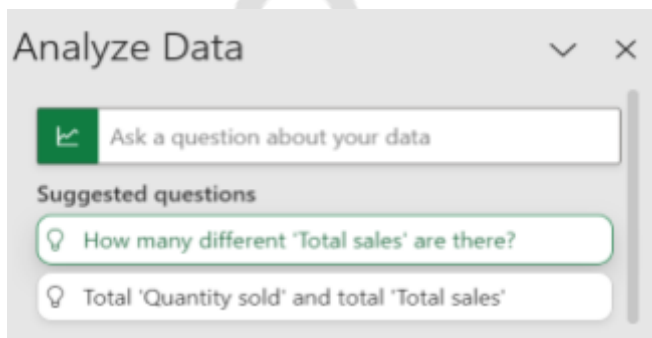 Analyze Data
Ask a question about your data
Suggested questions
How many different 'Total sales' are there?
Total 'Quantity sold' and total 'Total sales'